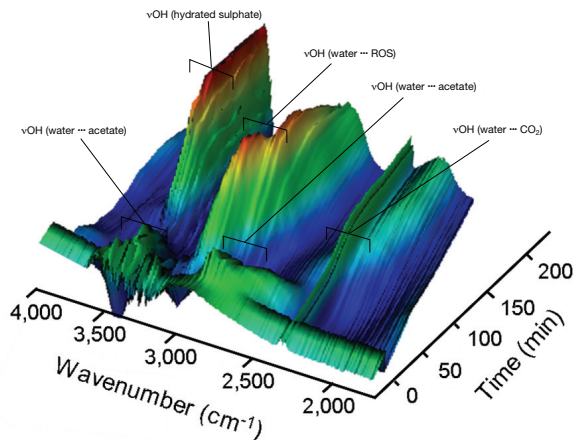 νOH (hydrated sulphate)
νOH (water ··· ROS)
νOH (water ··· acetate)
νOH (water ··· acetate)
νOH (water ··· CO₂)
4,000
3,500
3,000
2,500
2,000
Wavenumber (cm⁻¹)
0
50
100
150
200
Time (min)